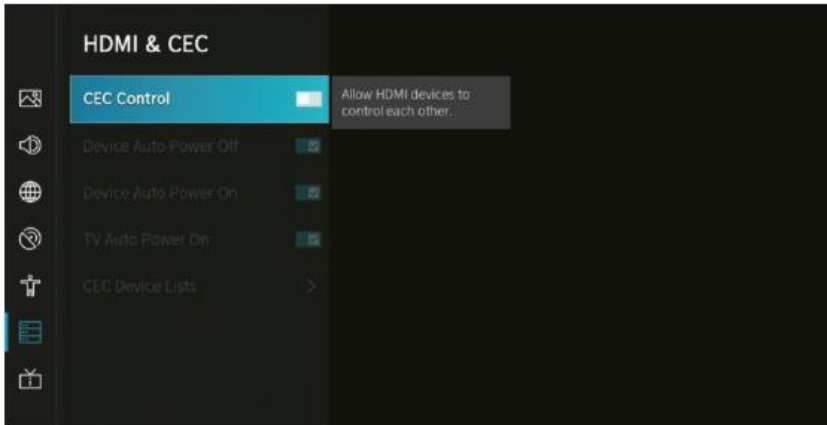 HDMI & CEC
CEC Control
Allow HDMI devices to
control each other.
Device Auto Power Off
Device Auto Power On
TV Auto Power On
CEC Device Lists